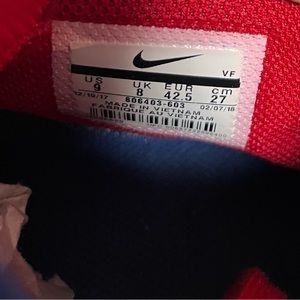 VF
US UK EUR cm
9 8 42.5 27
12/19/17 606403-603 02/07/18
MADE IN VIETNAM
FABRIQUE AU VIETNAM